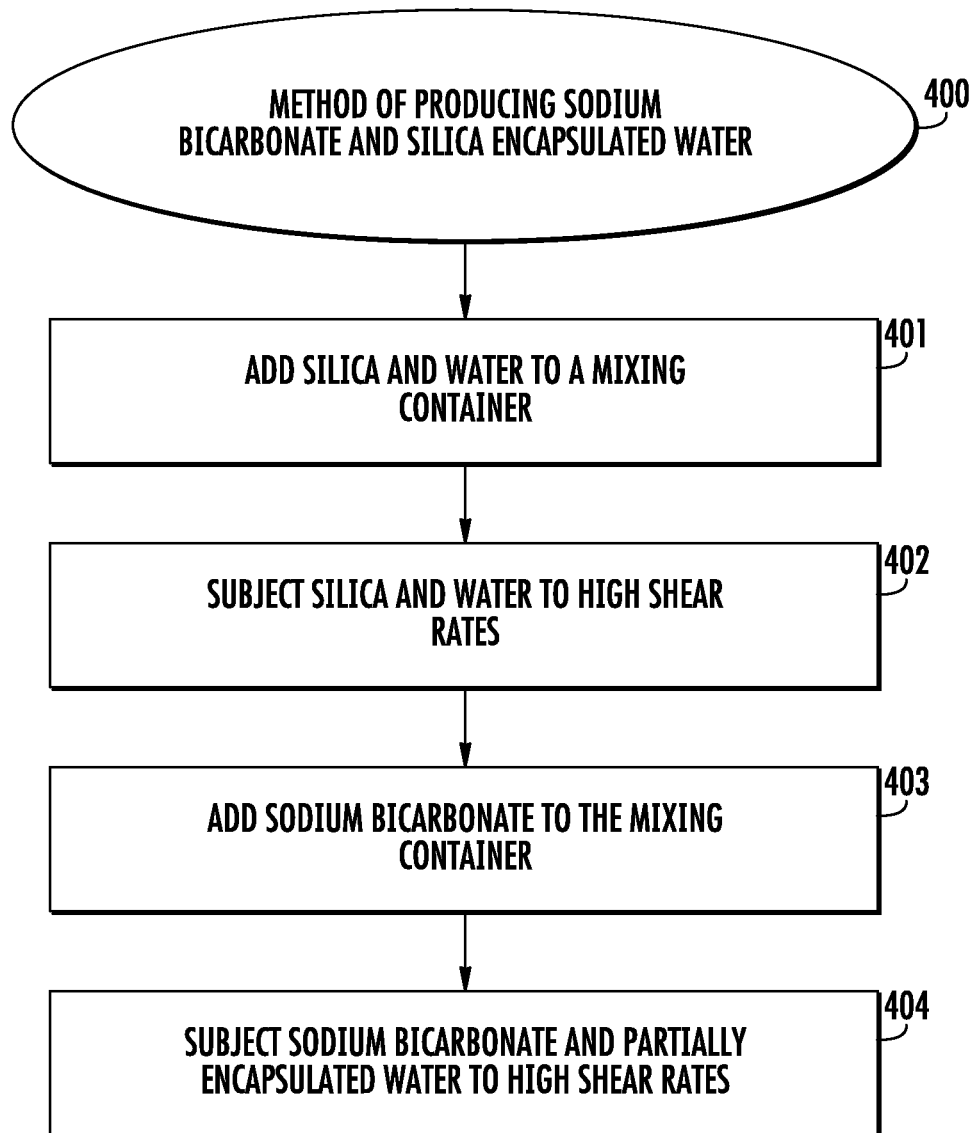 METHOD OF PRODUCING SODIUM
BICARBONATE AND SILICA ENCAPSULATED WATER
400
ADD SILICA AND WATER TO A MIXING
CONTAINER
401
SUBJECT SILICA AND WATER TO HIGH SHEAR
RATES
402
ADD SODIUM BICARBONATE TO THE MIXING
CONTAINER
403
SUBJECT SODIUM BICARBONATE AND PARTIALLY
ENCAPSULATED WATER TO HIGH SHEAR RATES
404